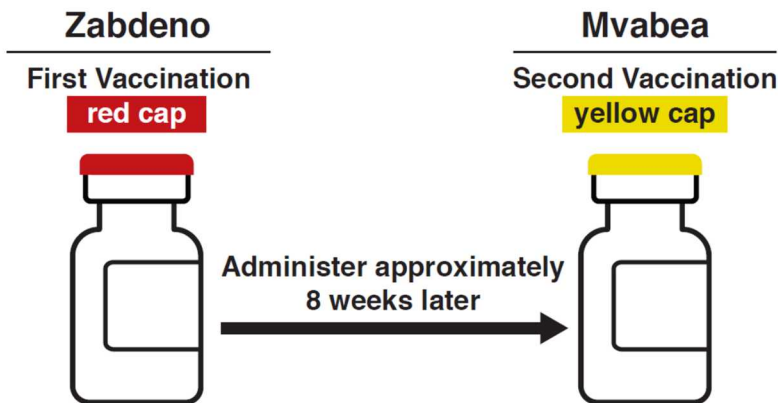 Zabdeno
First Vaccination
red cap
Mvabea
Second Vaccination
yellow cap
Administer approximately
8 weeks later